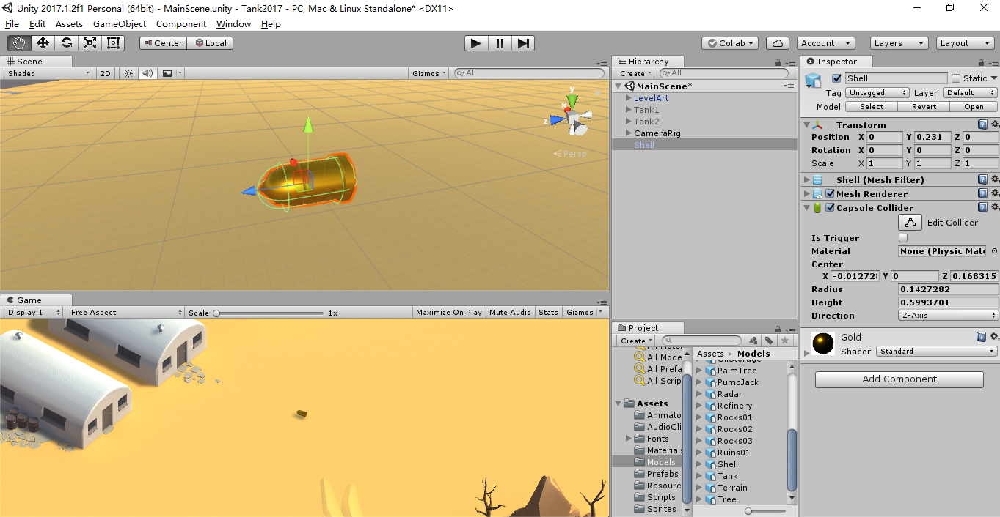 Unity 2017.1.2f1 Personal (64bit) - MainScene.unity - Tank2017 - PC, Mac & Linux Standalone* <DX11>
File Edit Assets GameObject Component Window Help
Center Local Collab Account Layers Layout
Scene
Shaded 2D Gizmos All
y
x
z
Persp
Game
Display 1 Free Aspect Scale 1x Maximize On Play Mute Audio Stats Gizmos
Hierarchy
Create All
MainScene*
LevelArt
Tank1
Tank2
CameraRig
Shell
Project
Create
All Mode
All Prefa
All Scrip
Assets
Animato
AudioCli
Fonts
Materials
Models
Prefabs
Resourc
Scripts
Sprites
Assets Models
OilStorage
PalmTree
PumpJack
Radar
Refinery
Rocks01
Rocks02
Rocks03
Ruins01
Shell
Tank
Terrain
Tree
Inspector
Shell Static
Tag Untagged Layer Default
Model Select Revert Open
Transform
Position X 0 Y 0.231 Z 0
Rotation X 0 Y 0 Z 0
Scale X 1 Y 1 Z 1
Shell (Mesh Filter)
Mesh Renderer
Capsule Collider
Edit Collider
Is Trigger
Material None (Physic Mate
Center
X -0.012728 Y 0 Z 0.168315
Radius 0.1427282
Height 0.5993701
Direction Z-Axis
Gold
Shader Standard
Add Component